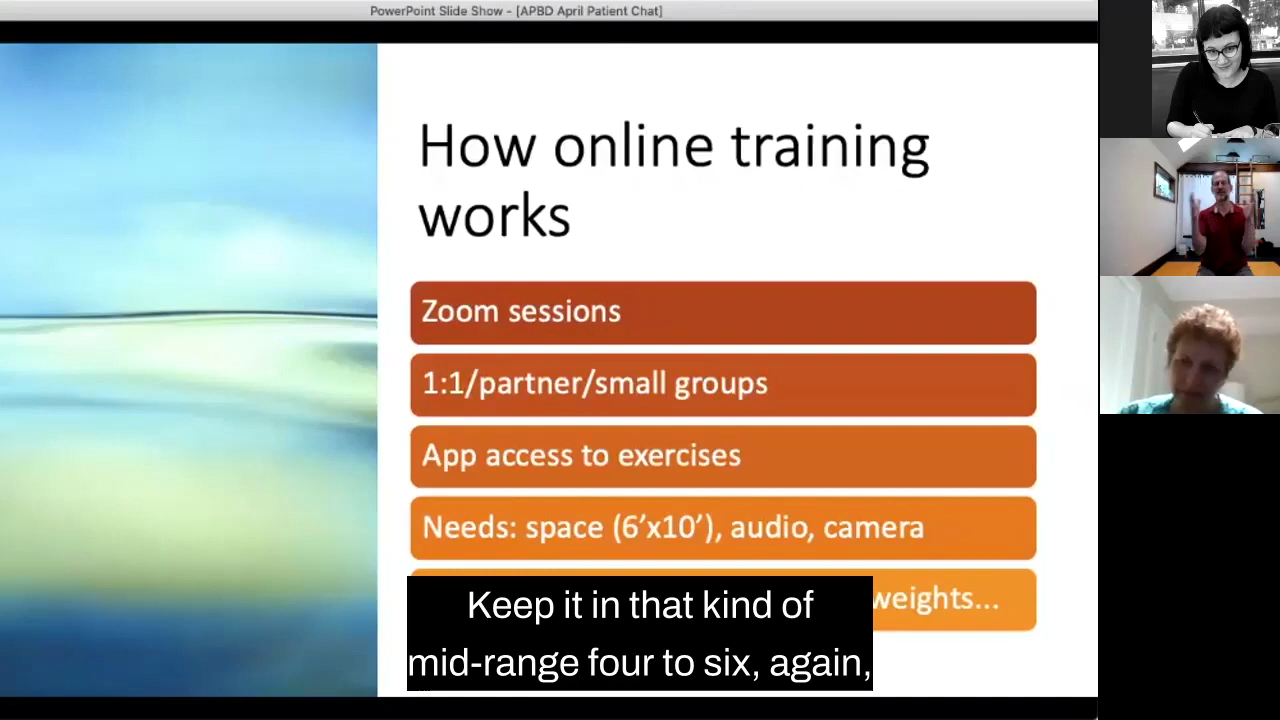 PowerPoint Slide Show - [APBD April Patient Chat]
How online training
works
Zoom sessions
1:1/partner/small groups
App access to exercises
Needs: space (6’x10’), audio, camera
weights...
Keep it in that kind of
mid-range four to six, again,